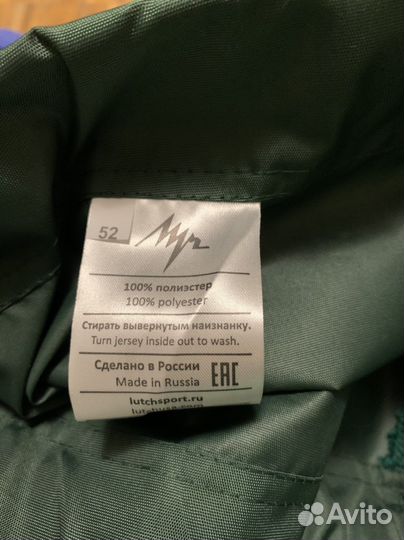 52 Луч
100% полиэстер
100% polyester
Стирать вывернутым наизнанку.
Turn jersey inside out to wash.
Сделано в России
Made in Russia
EAC
lutchsport.ru
Avito